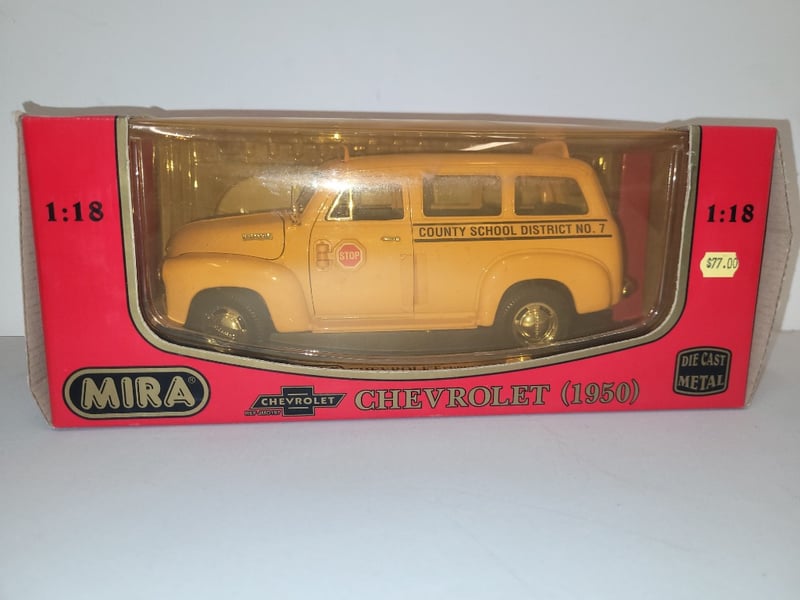 1:18
1:18
COUNTY SCHOOL DISTRICT NO. 7
STOP
$77.00
MIRA®
CHEVROLET
CHEVROLET (1950)
DIE CAST
METAL